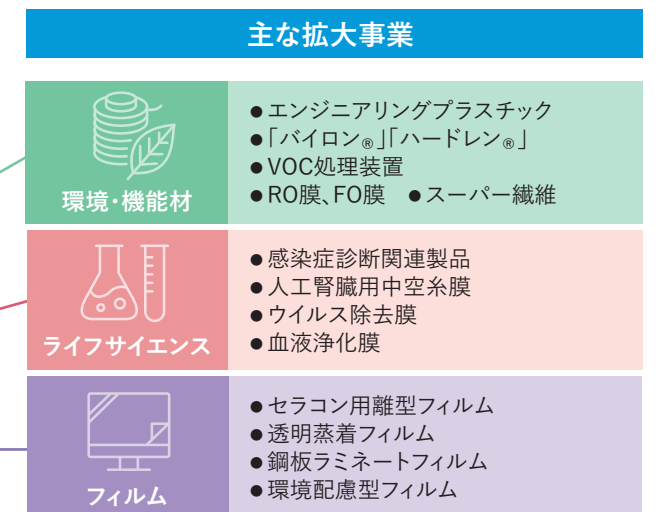 主な拡大事業
環境・機能材
●エンジニアリングプラスチック
●「バイロン®」「ハードレン®」
●VOC処理装置
●RO膜、FO膜　●スーパー繊維
ライフサイエンス
●感染症診断関連製品
●人工腎臓用中空糸膜
●ウイルス除去膜
●血液浄化膜
フィルム
●セラコン用離型フィルム
●透明蒸着フィルム
●鋼板ラミネートフィルム
●環境配慮型フィルム